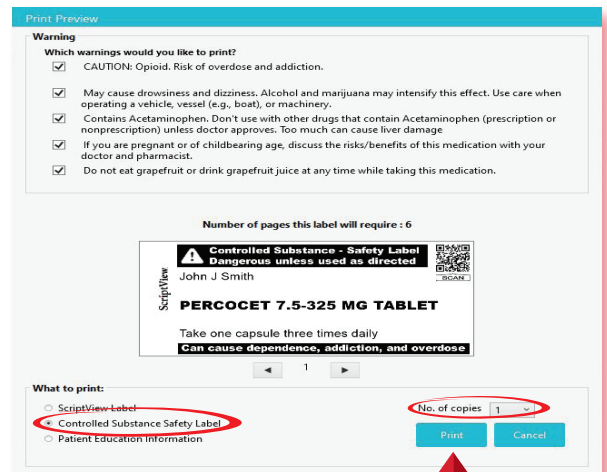 Print Preview
Warning
Which warnings would you like to print?
CAUTION: Opioid. Risk of overdose and addiction.
May cause drowsiness and dizziness. Alcohol and marijuana may intensify this effect. Use care when
operating a vehicle, vessel (e.g., boat), or machinery.
Contains Acetaminophen. Don't use with other drugs that contain Acetaminophen (prescription or
nonprescription) unless doctor approves. Too much can cause liver damage
If you are pregnant or of childbearing age, discuss the risks/benefits of this medication with your
doctor and pharmacist.
Do not eat grapefruit or drink grapefruit juice at any time while taking this medication.
Number of pages this label will require : 6
ScriptView
Controlled Substance - Safety Label
Dangerous unless used as directed
SCAN
John J Smith
PERCOCET 7.5-325 MG TABLET
Take one capsule three times daily
Can cause dependence, addiction, and overdose
1
What to print:
ScriptView Label
Controlled Substance Safety Label
Patient Education Information
No. of copies 1
Print Cancel